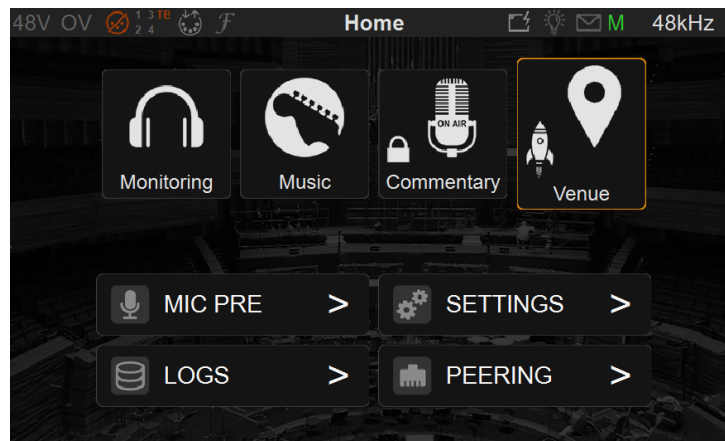 48V OV 1 3 TB ℱ Home M 48kHz
2 4
ON AIR
Monitoring Music Commentary Venue
MIC PRE > SETTINGS >
LOGS > PEERING >